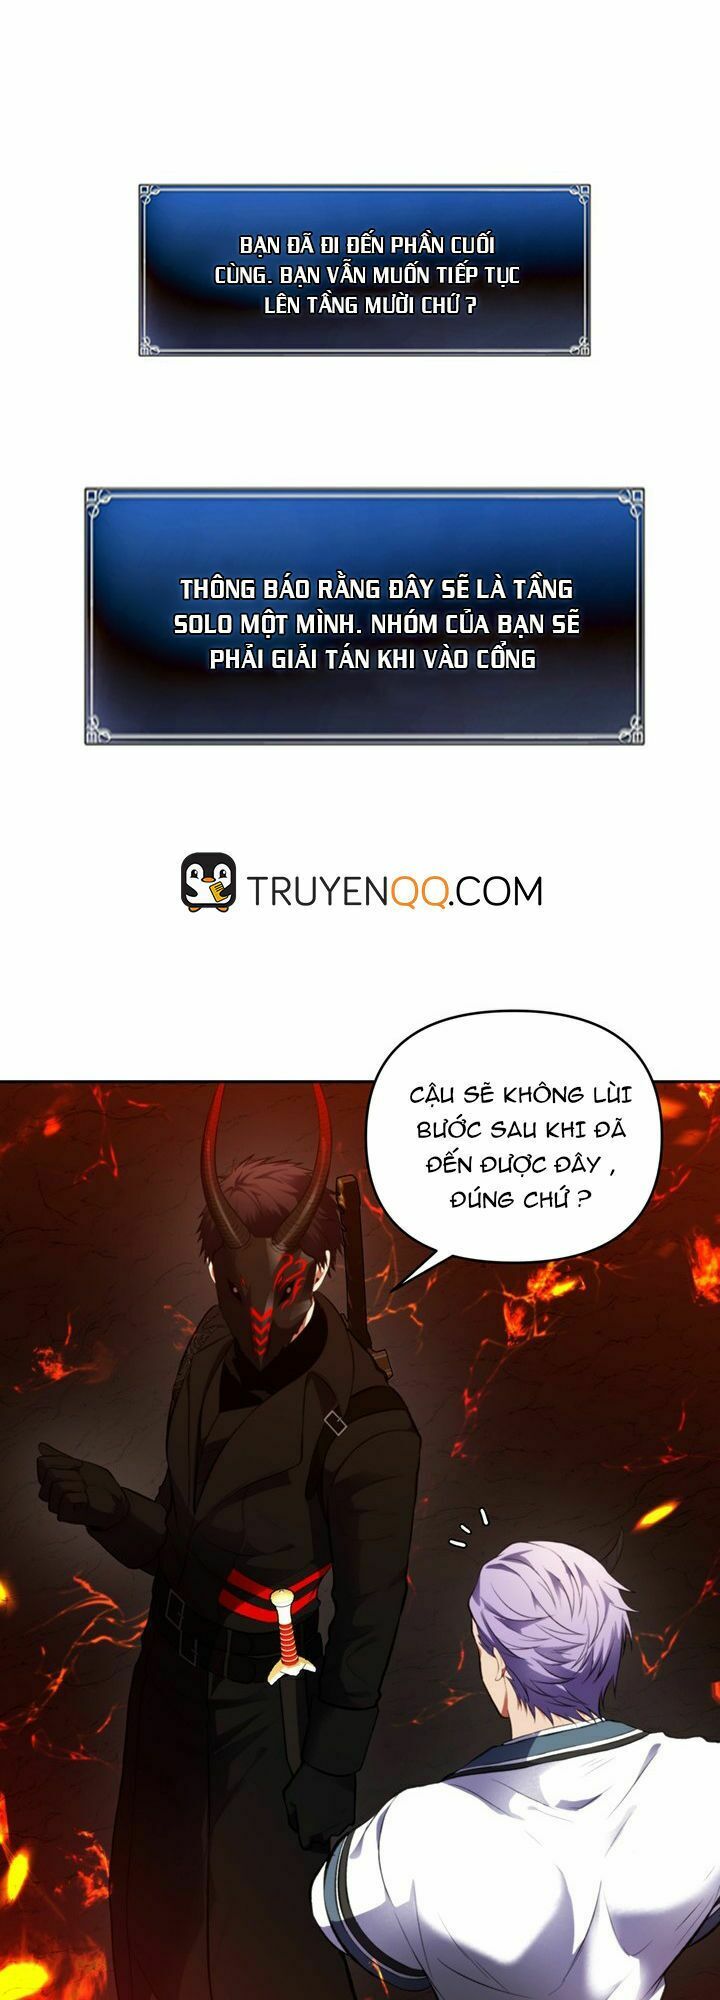 BẠN ĐÃ ĐI ĐẾN PHẦN CUỐI
CÙNG. BẠN VẪN MUỐN TIẾP TỤC
LÊN TẦNG MƯỜI CHỨ ?
THÔNG BÁO RẰNG ĐÂY SẼ LÀ TẦNG
SOLO MỘT MÌNH. NHÓM CỦA BẠN SẼ
PHẢI GIẢI TÁN KHI VÀO CỔNG
TRUYENQQ.COM
CẬU SẼ KHÔNG LÙI
BƯỚC SAU KHI ĐÃ
ĐẾN ĐƯỢC ĐÂY ,
ĐÚNG CHỨ ?